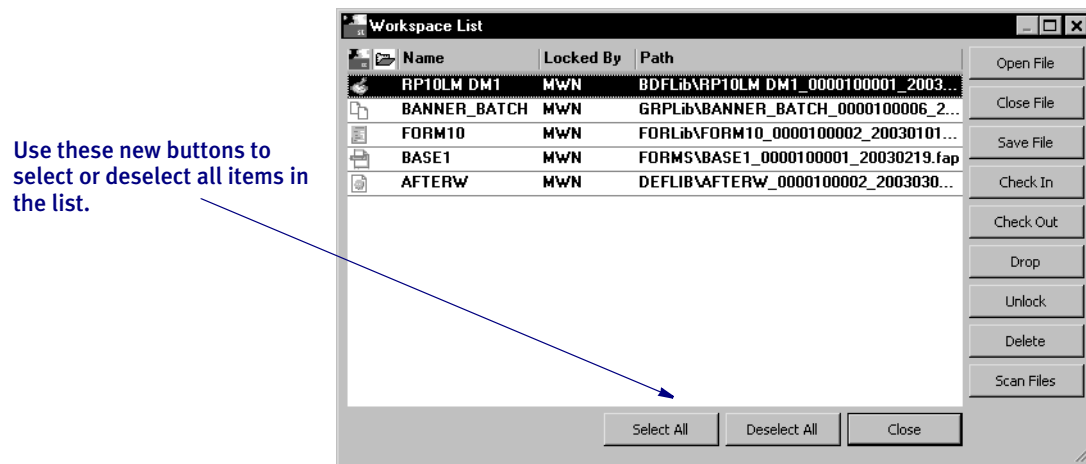 Workspace List
Name Locked By Path
RP10LM DM1 MWN BDFLib\RP10LM DM1_0000100001_2003...
BANNER_BATCH MWN GRPLib\BANNER_BATCH_0000100006_2...
FORM10 MWN FORLib\FORM10_0000100002_20030101...
BASE1 MWN FORMS\BASE1_0000100001_20030219.fap
AFTERW MWN DEFLIB\AFTERW_0000100002_2003030...
Open File
Close File
Save File
Check In
Check Out
Drop
Unlock
Delete
Scan Files
Use these new buttons to
select or deselect all items in
the list.
Select All Deselect All Close